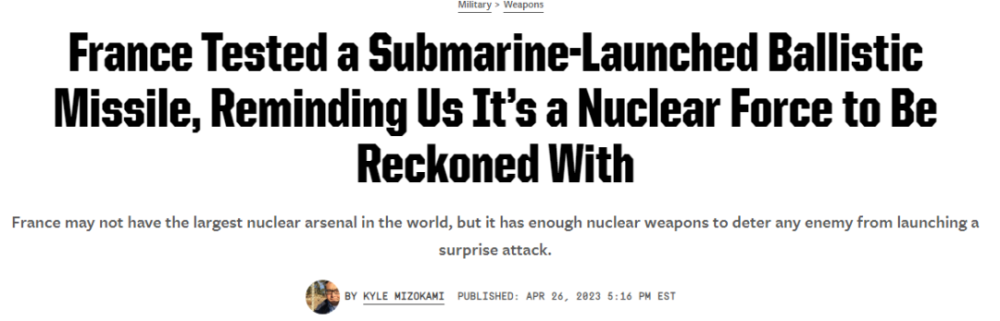 Military > Weapons
France Tested a Submarine-Launched Ballistic
Missile, Reminding Us It's a Nuclear Force to Be
Reckoned With
France may not have the largest nuclear arsenal in the world, but it has enough nuclear weapons to deter any enemy from launching a
surprise attack.
BY KYLE MIZOKAMI PUBLISHED: APR 26, 2023 5:16 PM EST